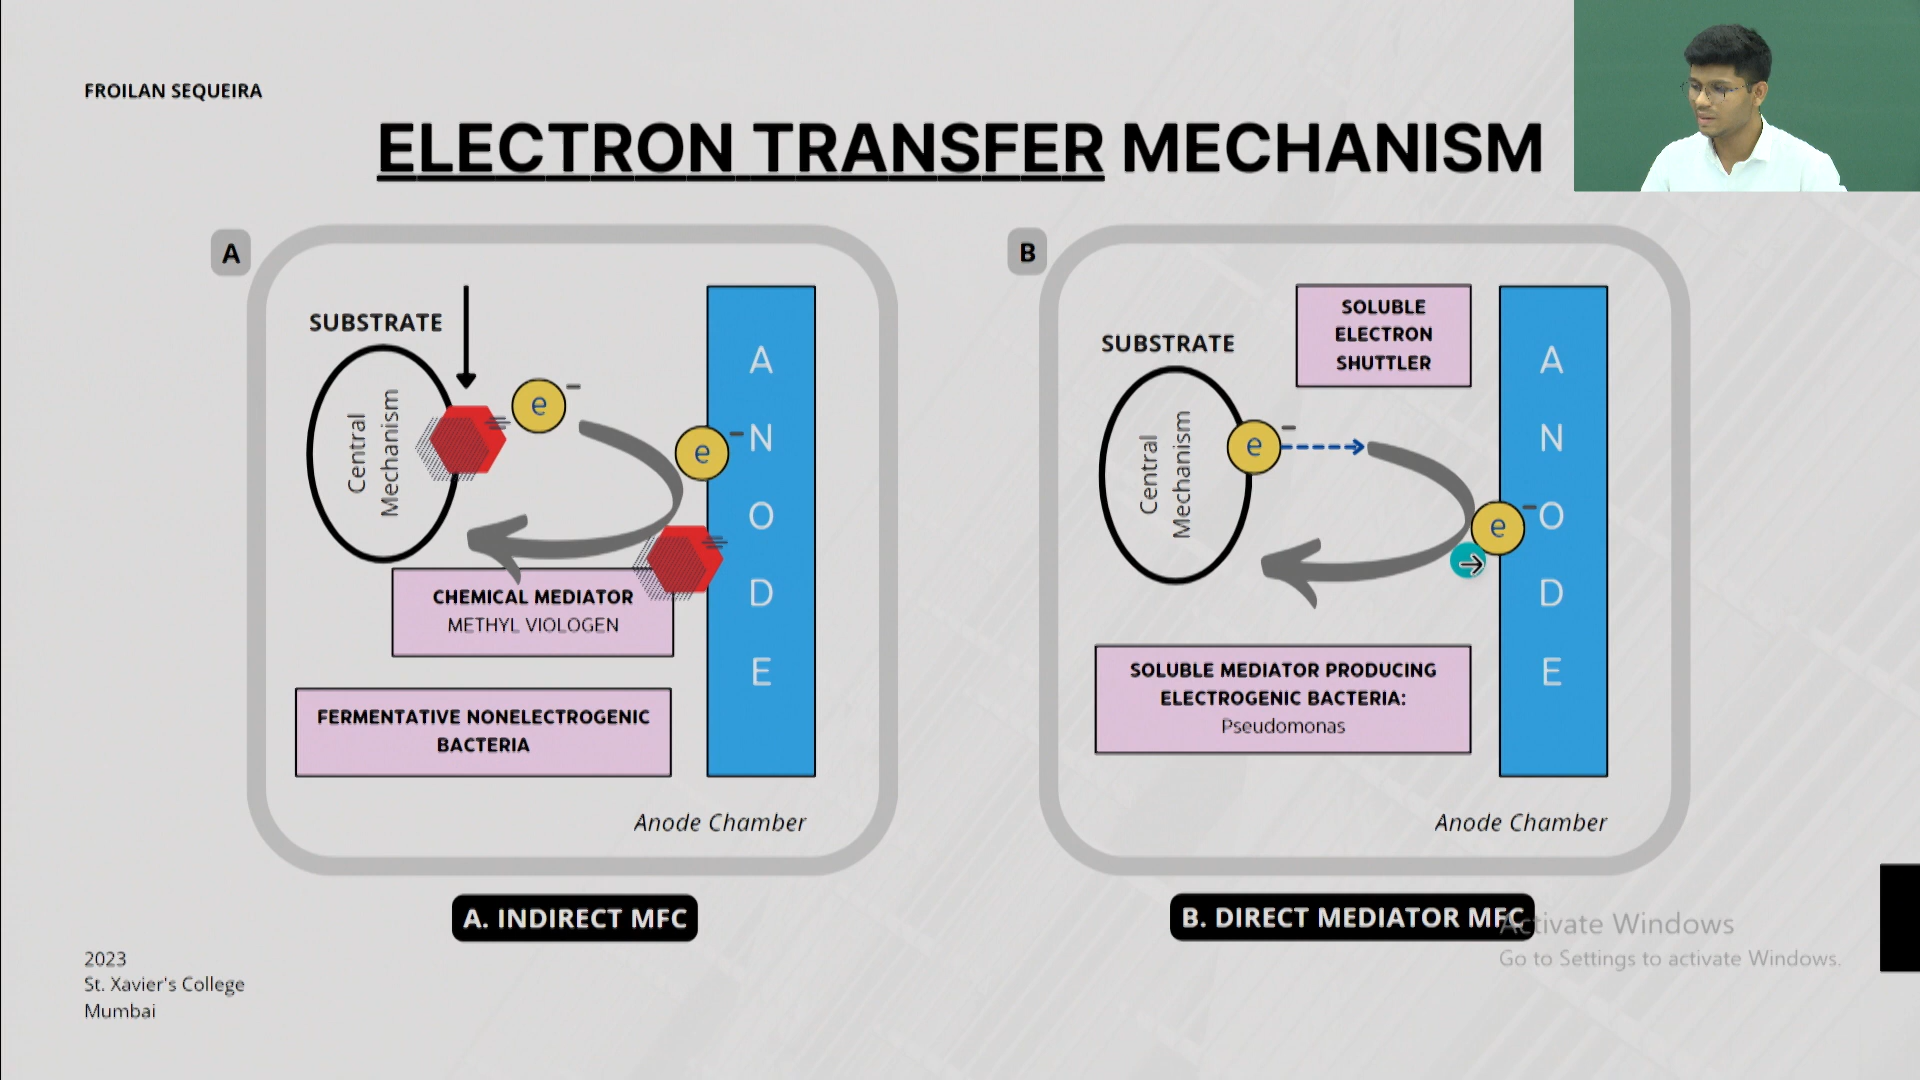 FROILAN SEQUEIRA
ELECTRON TRANSFER MECHANISM
A
SUBSTRATE
Central
Mechanism
e
e
A
N
O
D
E
CHEMICAL MEDIATOR
METHYL VIOLOGEN
FERMENTATIVE NONELECTROGENIC
BACTERIA
Anode Chamber
A. INDIRECT MFC
B
SOLUBLE
ELECTRON
SHUTTLER
SUBSTRATE
Central
Mechanism
e
e
A
N
O
D
E
SOLUBLE MEDIATOR PRODUCING
ELECTROGENIC BACTERIA:
Pseudomonas
Anode Chamber
B. DIRECT MEDIATOR MFC
Activate Windows
Go to Settings to activate Windows.
2023
St. Xavier's College
Mumbai